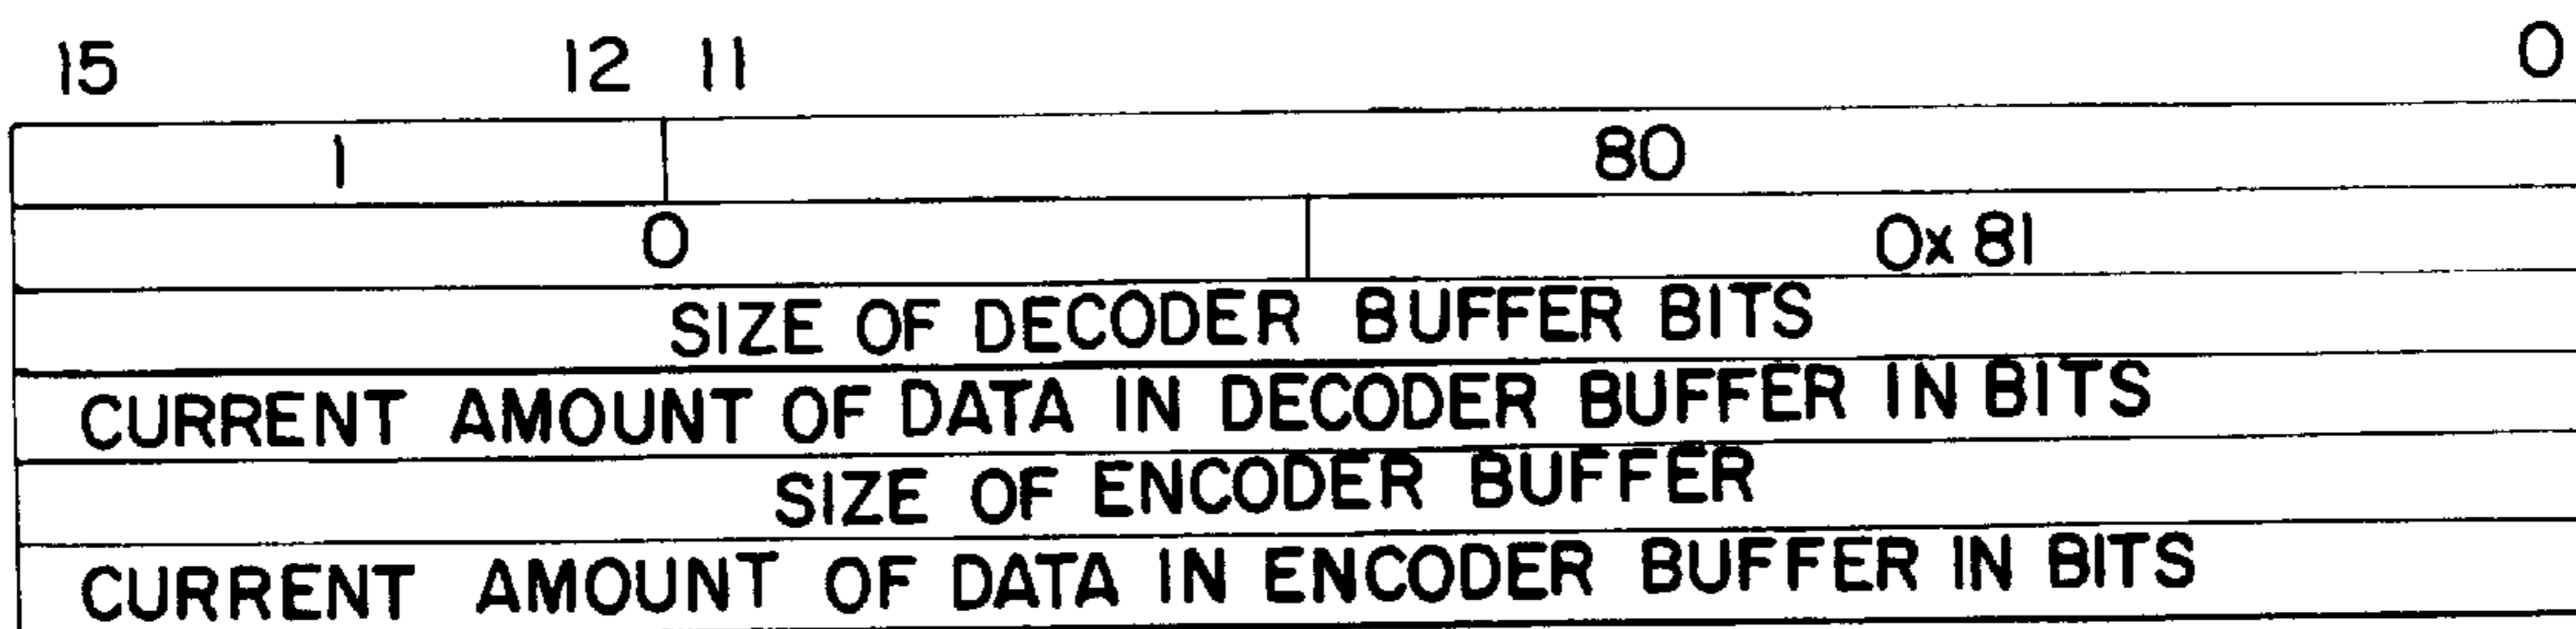 15 12 11 0
1 80
0 0x 81
SIZE OF DECODER BUFFER BITS
CURRENT AMOUNT OF DATA IN DECODER BUFFER IN BITS
SIZE OF ENCODER BUFFER
CURRENT AMOUNT OF DATA IN ENCODER BUFFER IN BITS